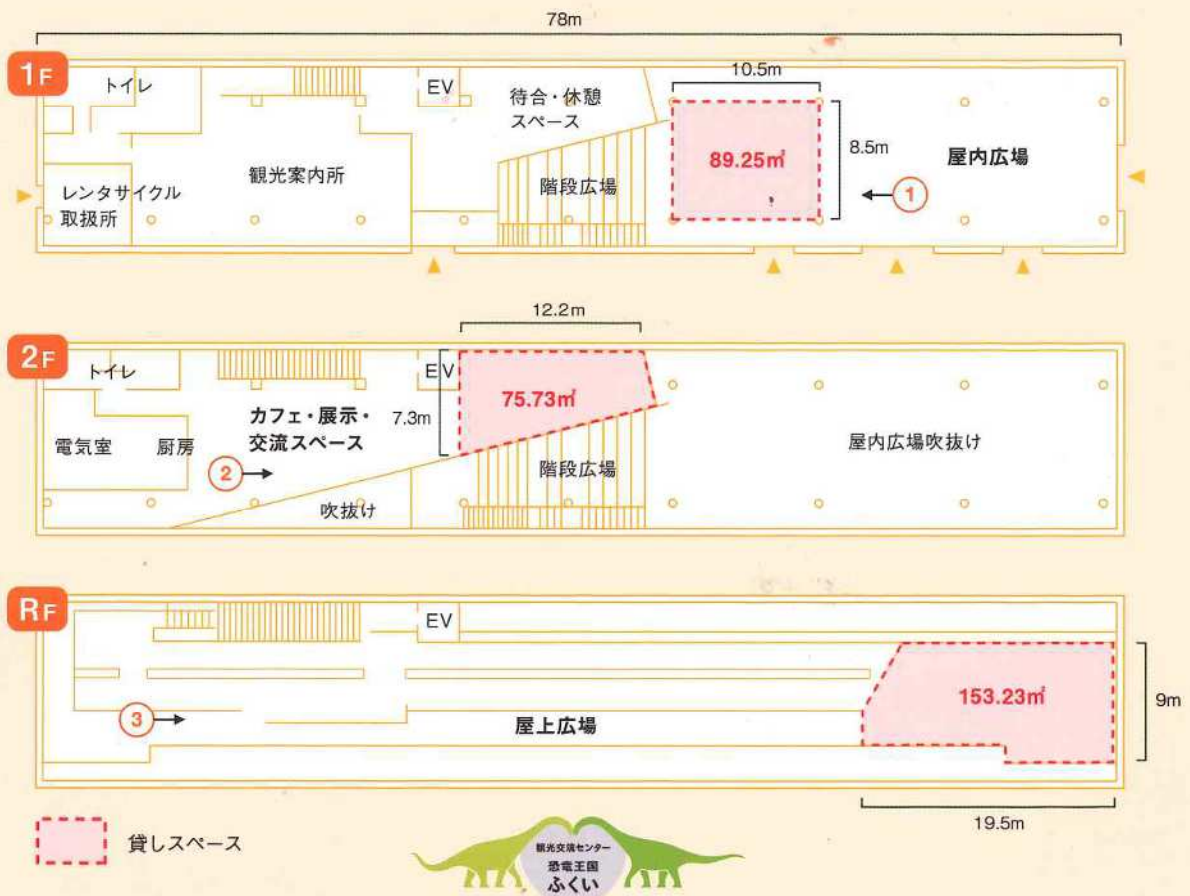 78m
1F
トイレ
EV
待合・休憩
スペース
10.5m
89.25㎡
8.5m
屋内広場
観光案内所
階段広場
①
レンタサイクル
取扱所
12.2m
2F
トイレ
EV
75.73㎡
7.3m
カフェ・展示・
交流スペース
電気室
厨房
②
階段広場
屋内広場吹抜け
吹抜け
RF
EV
153.23㎡
9m
③
屋上広場
19.5m
貸しスペース
観光交流センター
恐竜王国
ふくい